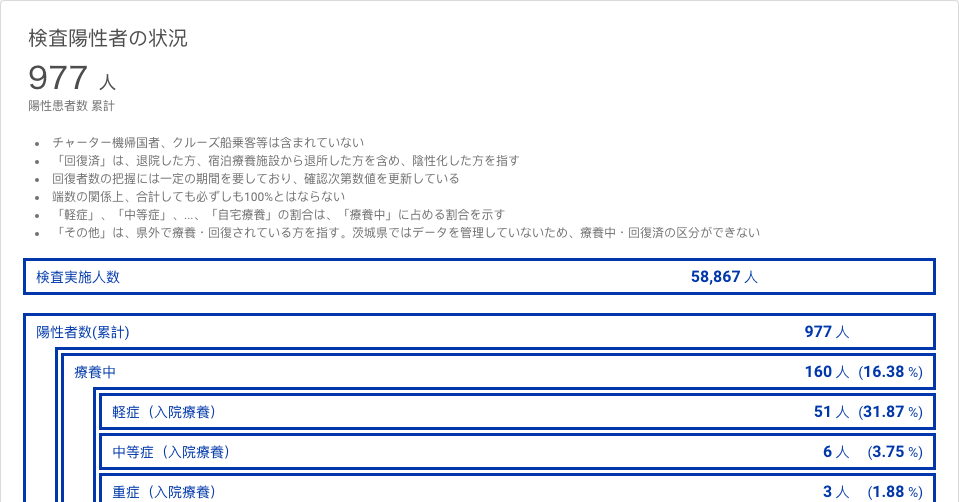 検査陽性者の状況
977 人
陽性患者数 累計
• チャーター機帰国者、クルーズ船乗客等は含まれていない
• 「回復済」は、退院した方、宿泊療養施設から退所した方を含め、陰性化した方を指す
• 回復者数の把握には一定の期間を要しており、確認次第数値を更新している
• 端数の関係上、合計しても必ずしも100%とはならない
• 「軽症」、「中等症」、...、「自宅療養」の割合は、「療養中」に占める割合を示す
• 「その他」は、県外で療養・回復されている方を指す。茨城県ではデータを管理していないため、療養中・回復済の区分ができない
検査実施人数 58,867 人
陽性者数(累計) 977 人
療養中 160 人 (16.38 %)
軽症（入院療養） 51 人 (31.87 %)
中等症（入院療養） 6 人 (3.75 %)
重症（入院療養） 3 人 (1.88 %)